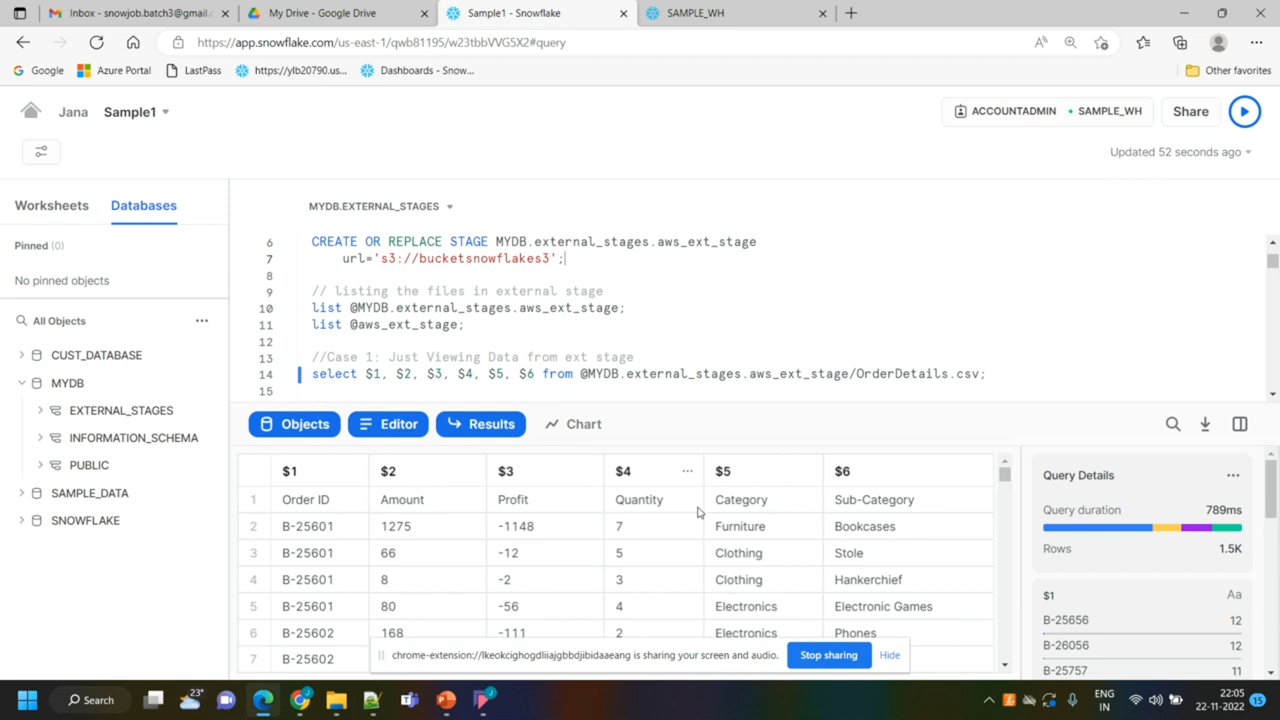 Inbox - snowjob.batch3@gmail.c
My Drive - Google Drive
Sample1 - Snowflake
SAMPLE_WH
https://app.snowflake.com/us-east-1/qwb81195/w23tbbVVG5X2#query
Google
Azure Portal
LastPass
https://ylb20790.us...
Dashboards - Snow...
Other favorites
Jana
Sample1
ACCOUNTADMIN
SAMPLE_WH
Share
Updated 52 seconds ago
Worksheets
Databases
Pinned (0)
No pinned objects
All Objects
CUST_DATABASE
MYDB
EXTERNAL_STAGES
INFORMATION_SCHEMA
PUBLIC
SAMPLE_DATA
SNOWFLAKE
MYDB.EXTERNAL_STAGES
6 CREATE OR REPLACE STAGE MYDB.external_stages.aws_ext_stage
7 url='s3://bucketsnowflakes3';
8
9 // listing the files in external stage
10 list @MYDB.external_stages.aws_ext_stage;
11 list @aws_ext_stage;
12
13 //Case 1: Just Viewing Data from ext stage
14 select $1, $2, $3, $4, $5, $6 from @MYDB.external_stages.aws_ext_stage/OrderDetails.csv;
15
Objects
Editor
Results
Chart
$1 $2 $3 $4 ... $5 $6
1 Order ID Amount Profit Quantity Category Sub-Category
2 B-25601 1275 -1148 7 Furniture Bookcases
3 B-25601 66 -12 5 Clothing Stole
4 B-25601 8 -2 3 Clothing Hankerchief
5 B-25601 80 -56 4 Electronics Electronic Games
6 B-25602 168 -111 2 Electronics Phones
7 B-25602
Query Details
Query duration 789ms
Rows 1.5K
$1 Aa
B-25656 12
B-26056 12
B-25757 11
chrome-extension://lkeokcighogdliiajgbbdjibidaaeang is sharing your screen and audio.
Stop sharing
Hide
23°
Search
ENG
IN
22:05
22-11-2022
15